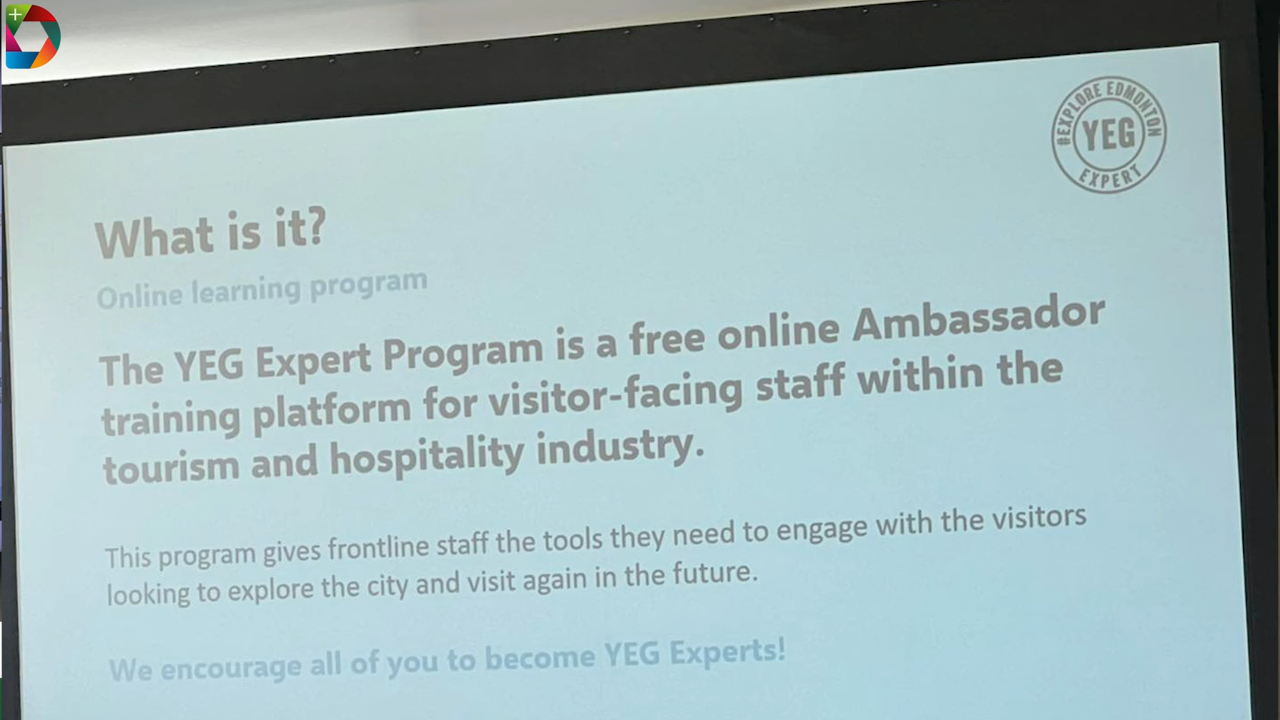 #EXPLORE EDMONTON
YEG
EXPERT
What is it?
Online learning program
The YEG Expert Program is a free online Ambassador
training platform for visitor-facing staff within the
tourism and hospitality industry.
This program gives frontline staff the tools they need to engage with the visitors
looking to explore the city and visit again in the future.
We encourage all of you to become YEG Experts!